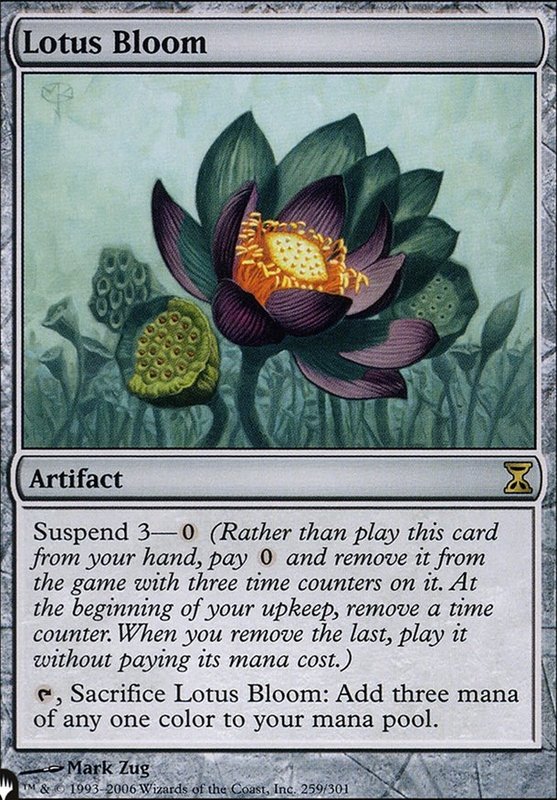 Lotus Bloom
Artifact
Suspend 3—0 (Rather than play this card
from your hand, pay 0 and remove it from
the game with three time counters on it. At
the beginning of your upkeep, remove a time
counter. When you remove the last, play it
without paying its mana cost.)
, Sacrifice Lotus Bloom: Add three mana
of any one color to your mana pool.
Mark Zug
™ & © 1993-2006 Wizards of the Coast, Inc. 259/301